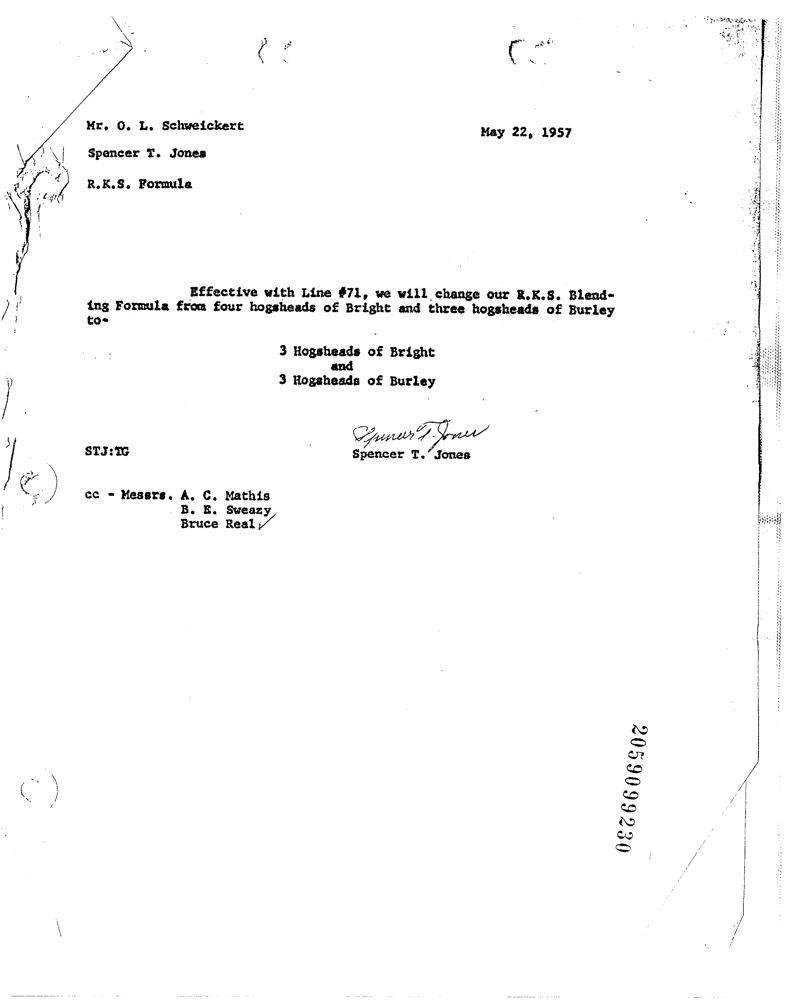 Mr. O. L. Schweickert
May 22, 1957
Spencer T. Jones
R.K.S. Formula
Effective with Line #71, we will change our R.K.S. Blend-
ing Formula from four hogsheads of Bright and three hogsheads of Burley
to-
3 Hogsheads of Bright
and
3 Hogsheads of Burley
Spencer T. Jones
STJ:TG
Spencer T. Jones
cc - Messrs. A. C. Mathis
B. E. Sweazy
Bruce Real
2059099230